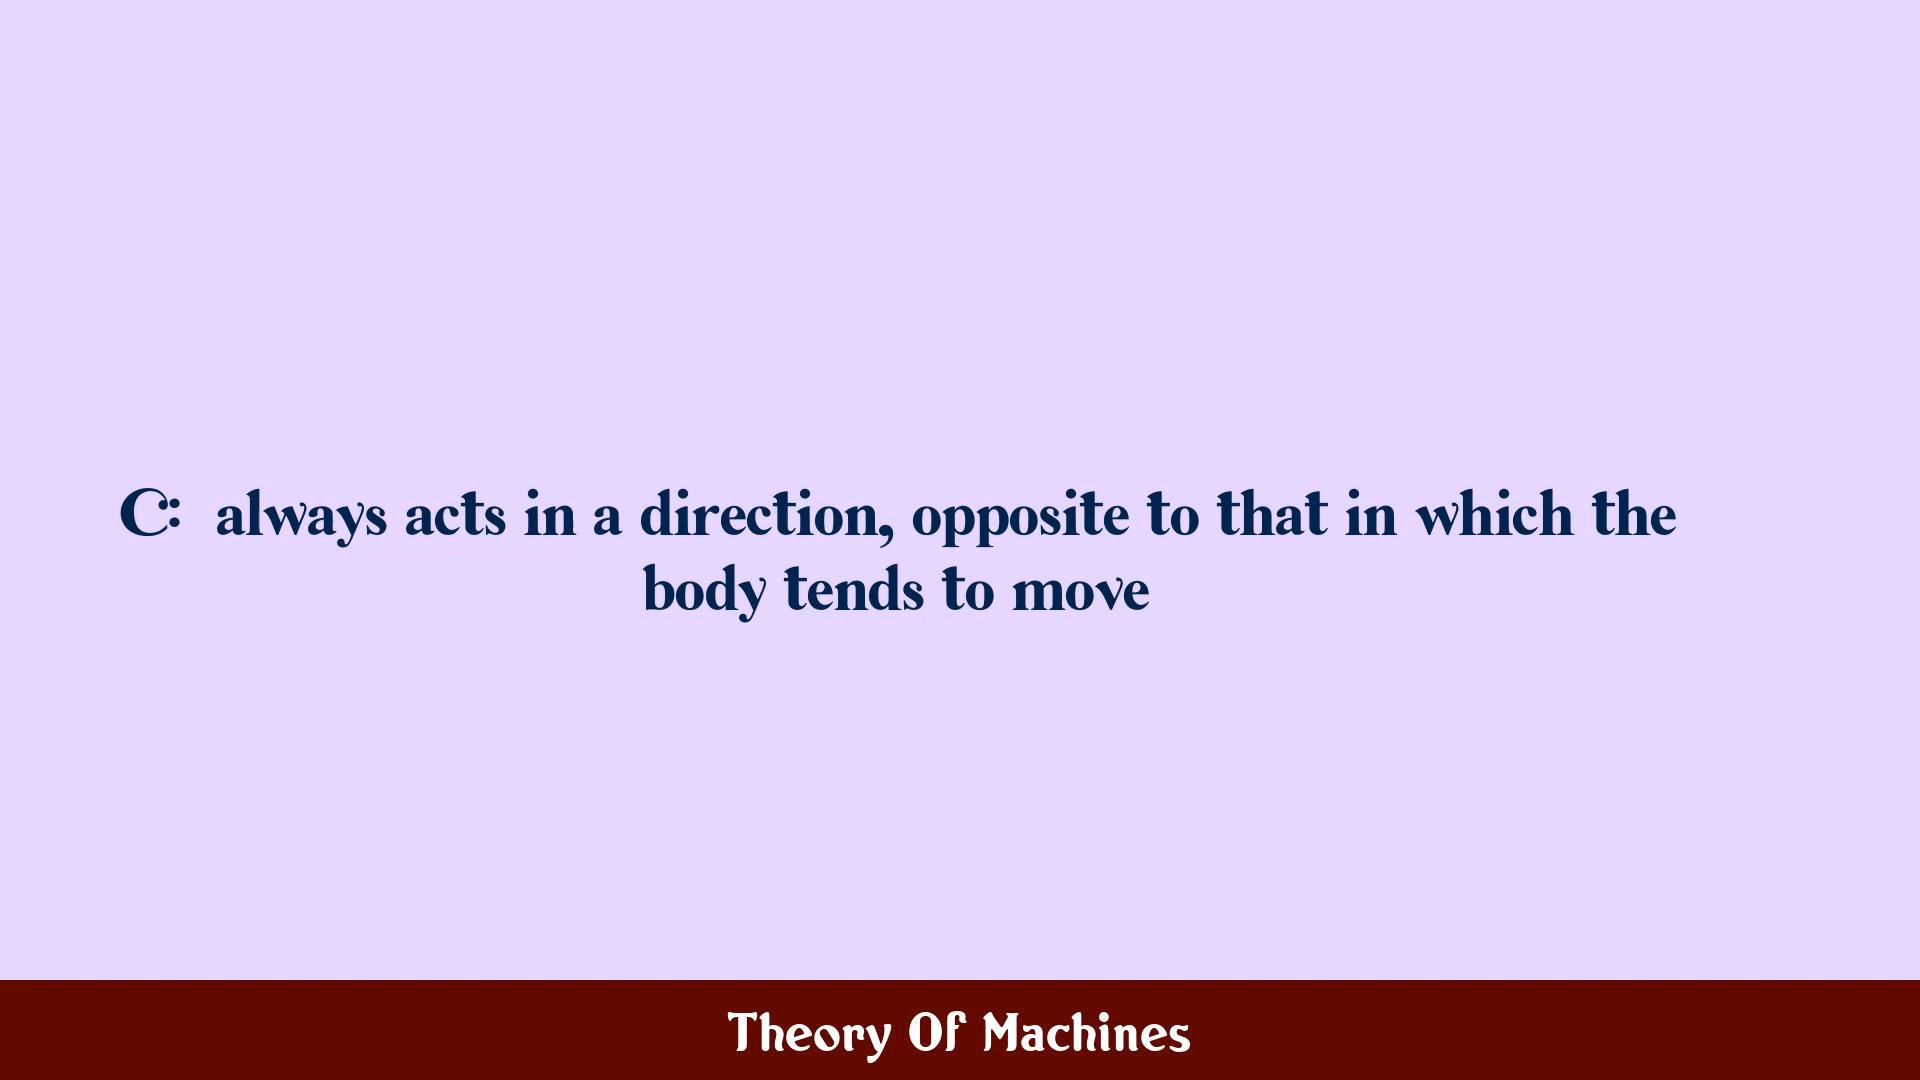 C: always acts in a direction, opposite to that in which the
body tends to move
Theory Of Machines